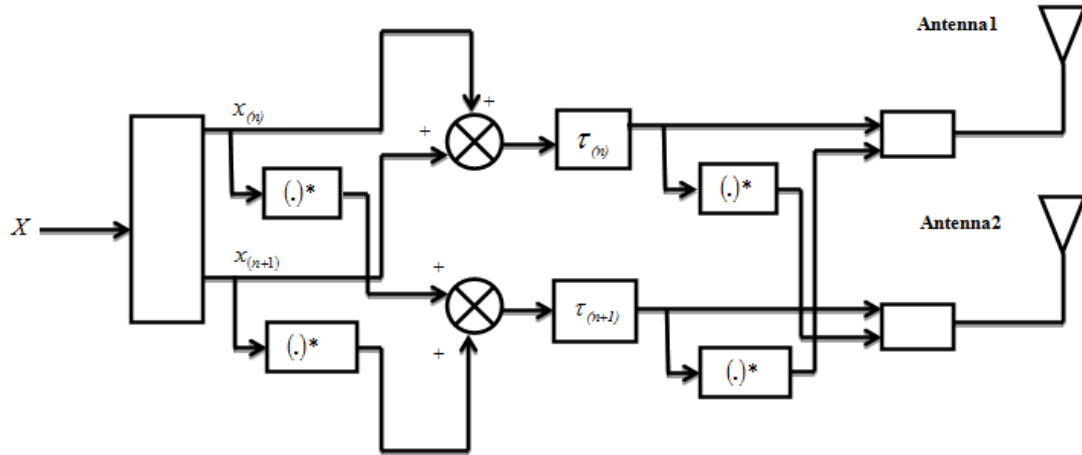 Antenna1
+
x(n)
+
τ(n)
(.)*
(.)*
X
Antenna2
x(n+1)
+
τ(n+1)
(.)*
+
(.)*